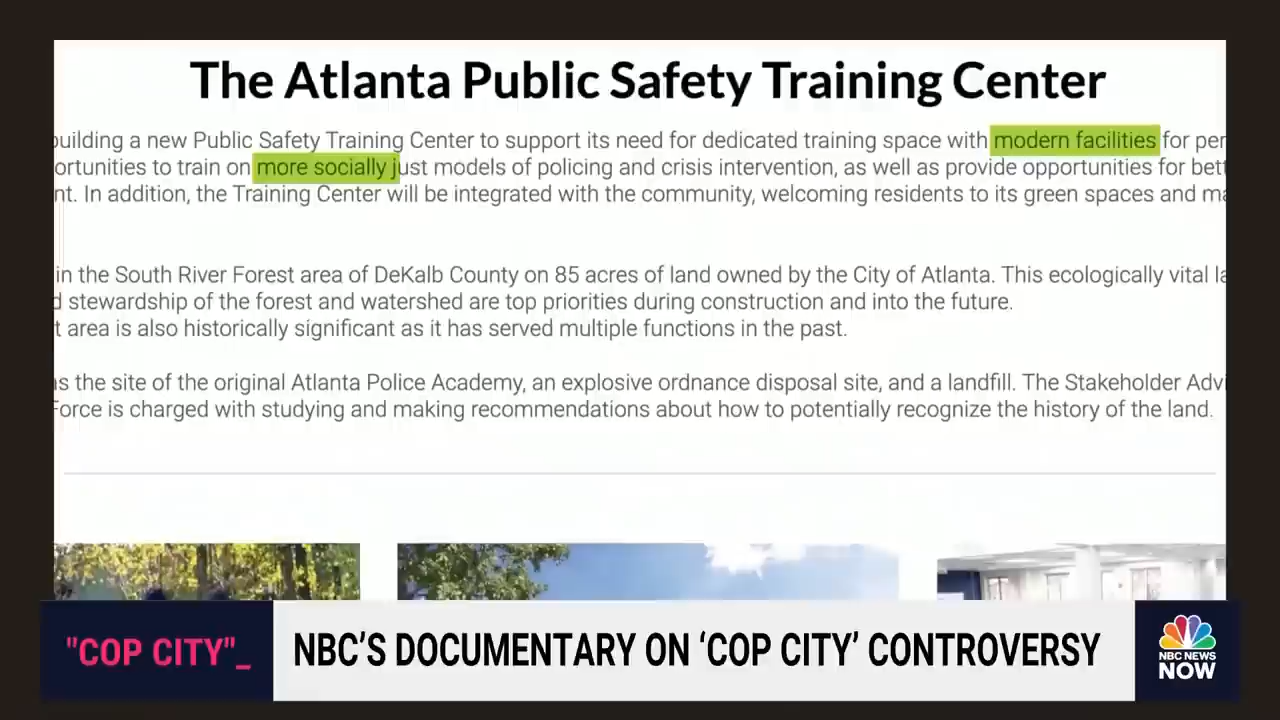 The Atlanta Public Safety Training Center
building a new Public Safety Training Center to support its need for dedicated training space with modern facilities for per
ortunities to train on more socially just models of policing and crisis intervention, as well as provide opportunities for bett
nt. In addition, the Training Center will be integrated with the community, welcoming residents to its green spaces and ma
in the South River Forest area of DeKalb County on 85 acres of land owned by the City of Atlanta. This ecologically vital la
d stewardship of the forest and watershed are top priorities during construction and into the future.
t area is also historically significant as it has served multiple functions in the past.
as the site of the original Atlanta Police Academy, an explosive ordnance disposal site, and a landfill. The Stakeholder Advi
Force is charged with studying and making recommendations about how to potentially recognize the history of the land.
"COP CITY"_
NBC'S DOCUMENTARY ON 'COP CITY' CONTROVERSY
NBC NEWS
NOW